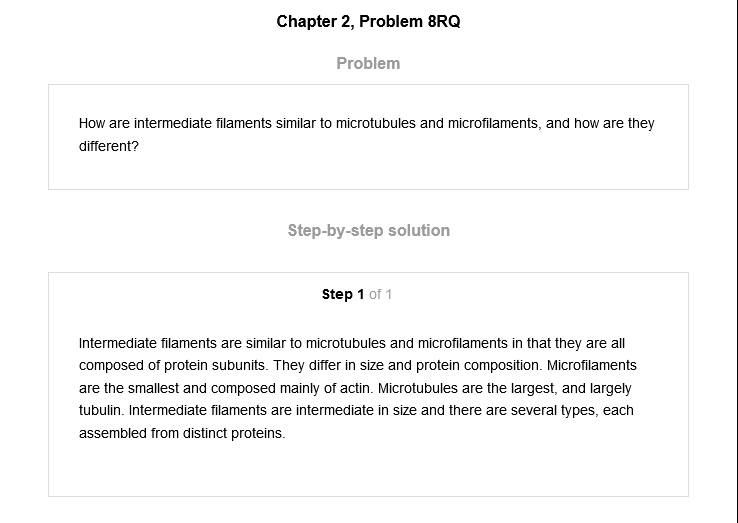 Chapter 2, Problem 8RQ
Problem
How are intermediate filaments similar to microtubules and microfilaments, and how are they
different?
Step-by-step solution
Step 1 of 1
Intermediate filaments are similar to microtubules and microfilaments in that they are all
composed of protein subunits. They differ in size and protein composition. Microfilaments
are the smallest and composed mainly of actin. Microtubules are the largest, and largely
tubulin. Intermediate filaments are intermediate in size and there are several types, each
assembled from distinct proteins.